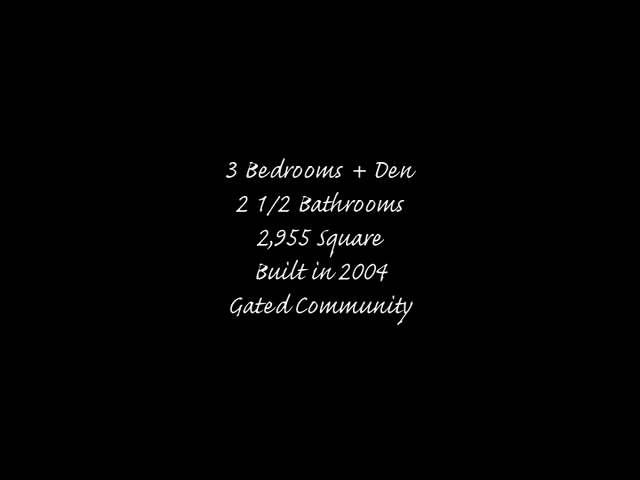 3 Bedrooms + Den
2 1/2 Bathrooms
2,955 Square
Built in 2004
Gated Community